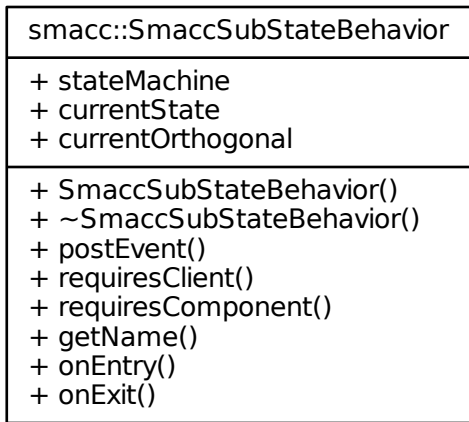 smacc::SmaccSubStateBehavior
+ stateMachine
+ currentState
+ currentOrthogonal
+ SmaccSubStateBehavior()
+ ~SmaccSubStateBehavior()
+ postEvent()
+ requiresClient()
+ requiresComponent()
+ getName()
+ onEntry()
+ onExit()